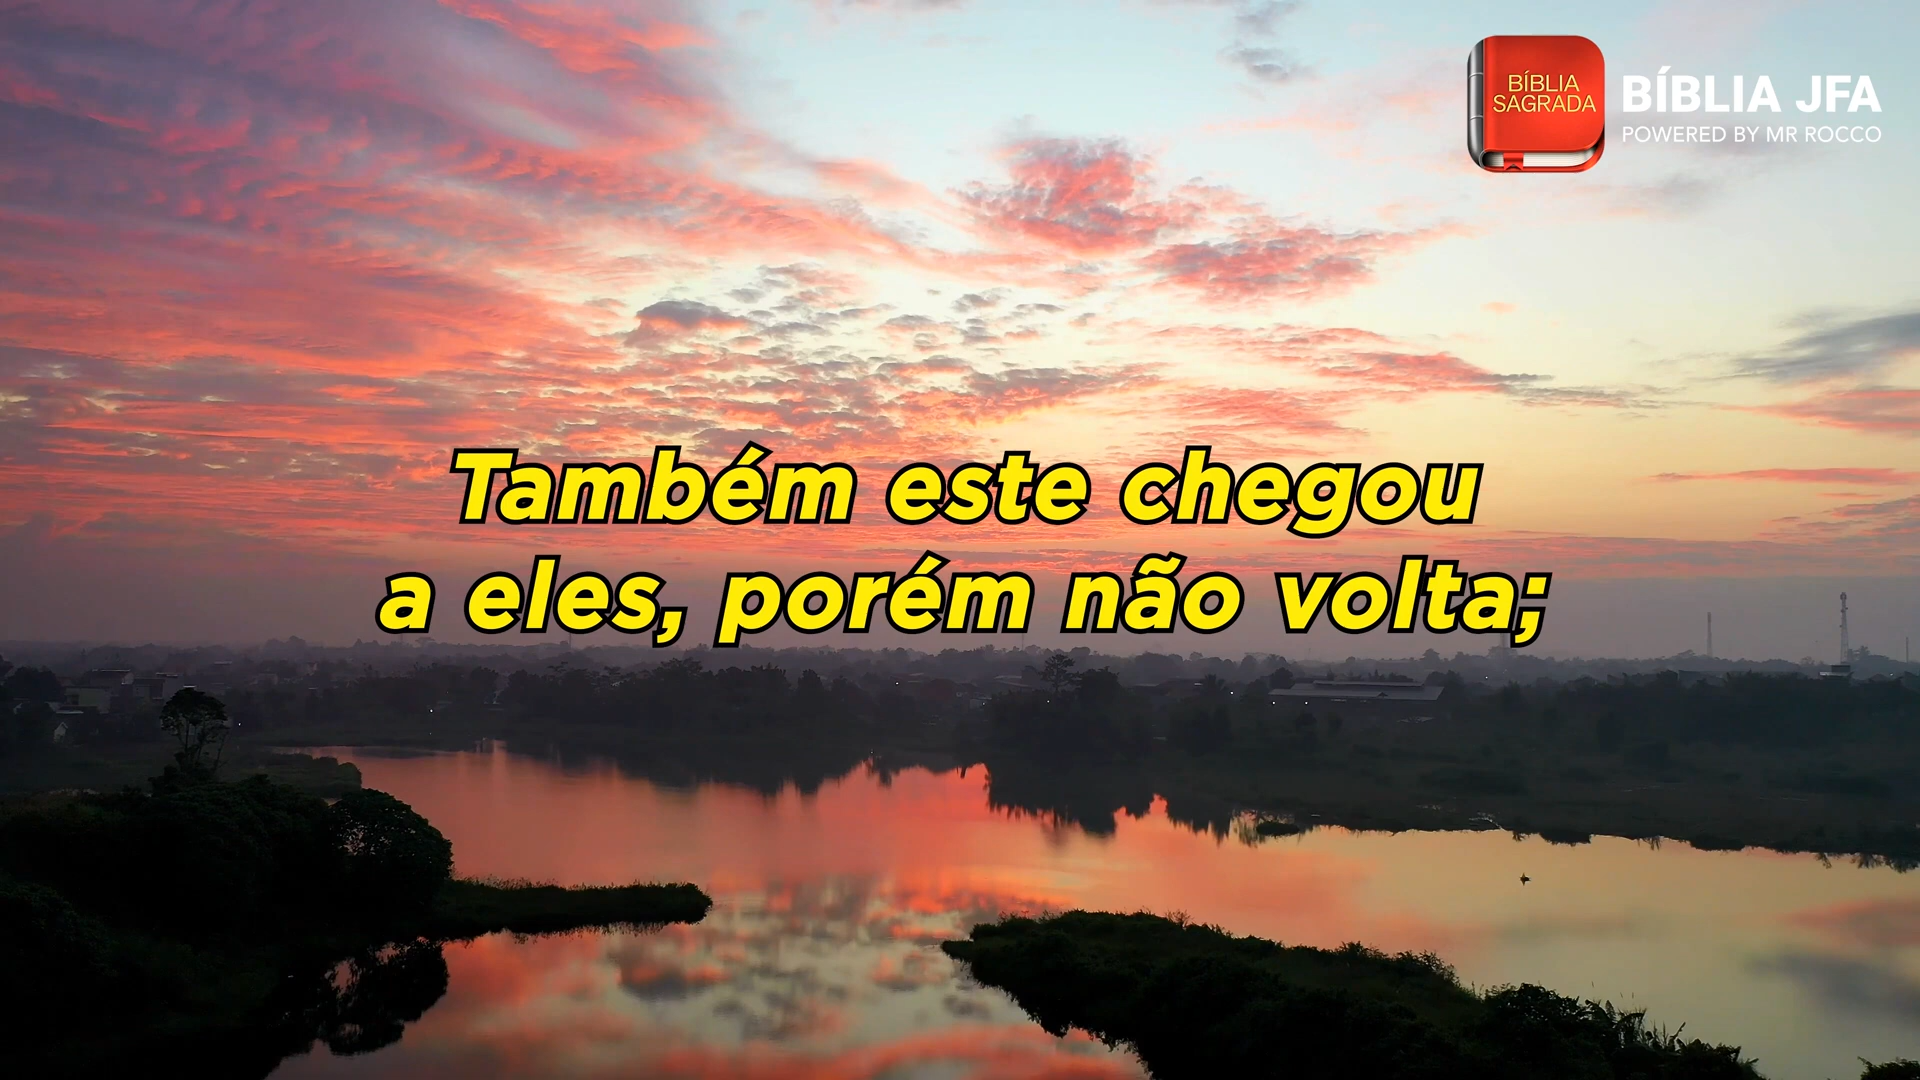 BÍBLIA
SAGRADA
BÍBLIA JFA
POWERED BY MR ROCCO
Também este chegou
a eles, porém não volta;